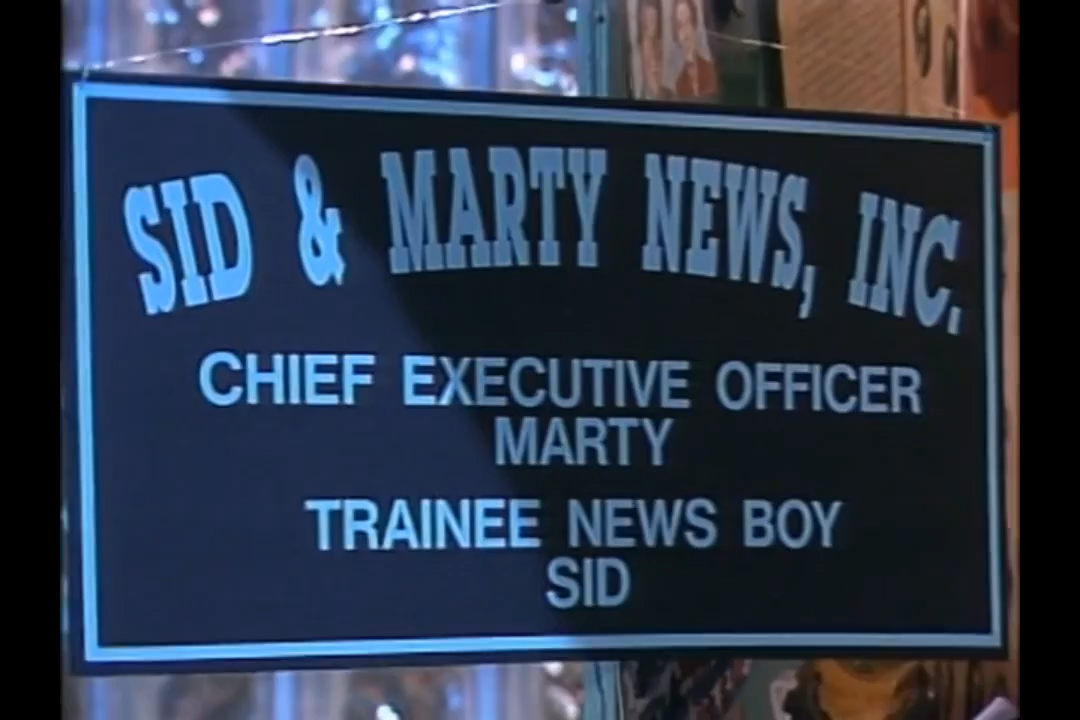 SID & MARTY NEWS, INC.
CHIEF EXECUTIVE OFFICER
MARTY
TRAINEE NEWS BOY
SID